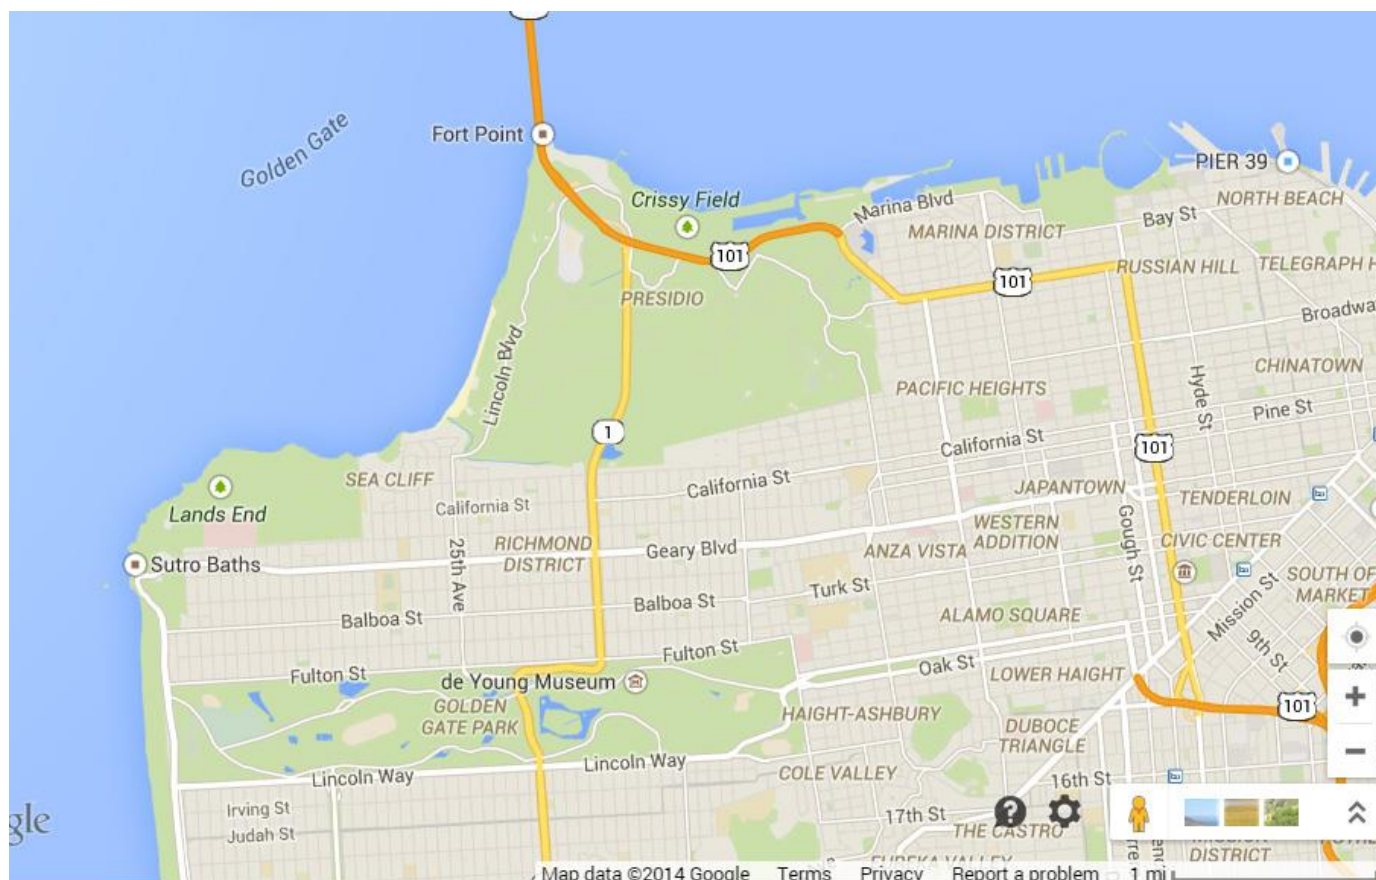 Fort Point
Golden Gate
PIER 39
Crissy Field
Marina Blvd
NORTH BEACH
Bay St
MARINA DISTRICT
101
RUSSIAN HILL
TELEGRAPH H
101
PRESIDIO
Broadwa
Lincoln Blvd
CHINATOWN
PACIFIC HEIGHTS
Hyde St
Pine St
1
California St
101
SEA CLIFF
California St
JAPANTOWN
TENDERLOIN
California St
Lands End
WESTERN
ADDITION
Gough St
RICHMOND
DISTRICT
Geary Blvd
ANZA VISTA
CIVIC CENTER
Sutro Baths
25th Ave
SOUTH OF
MARKET
Turk St
Balboa St
Mission St
Balboa St
ALAMO SQUARE
9th St
Fulton St
Oak St
Fulton St
LOWER HAIGHT
de Young Museum
GOLDEN
GATE PARK
101
HAIGHT-ASHBURY
DUBOCE
TRIANGLE
Lincoln Way
Lincoln Way
COLE VALLEY
16th St
Irving St
17th St
gle
Judah St
THE CASTRO
DISTRICT
EUREKA VALLEY
Map data ©2014 Google Terms Privacy Report a problem 1 mi